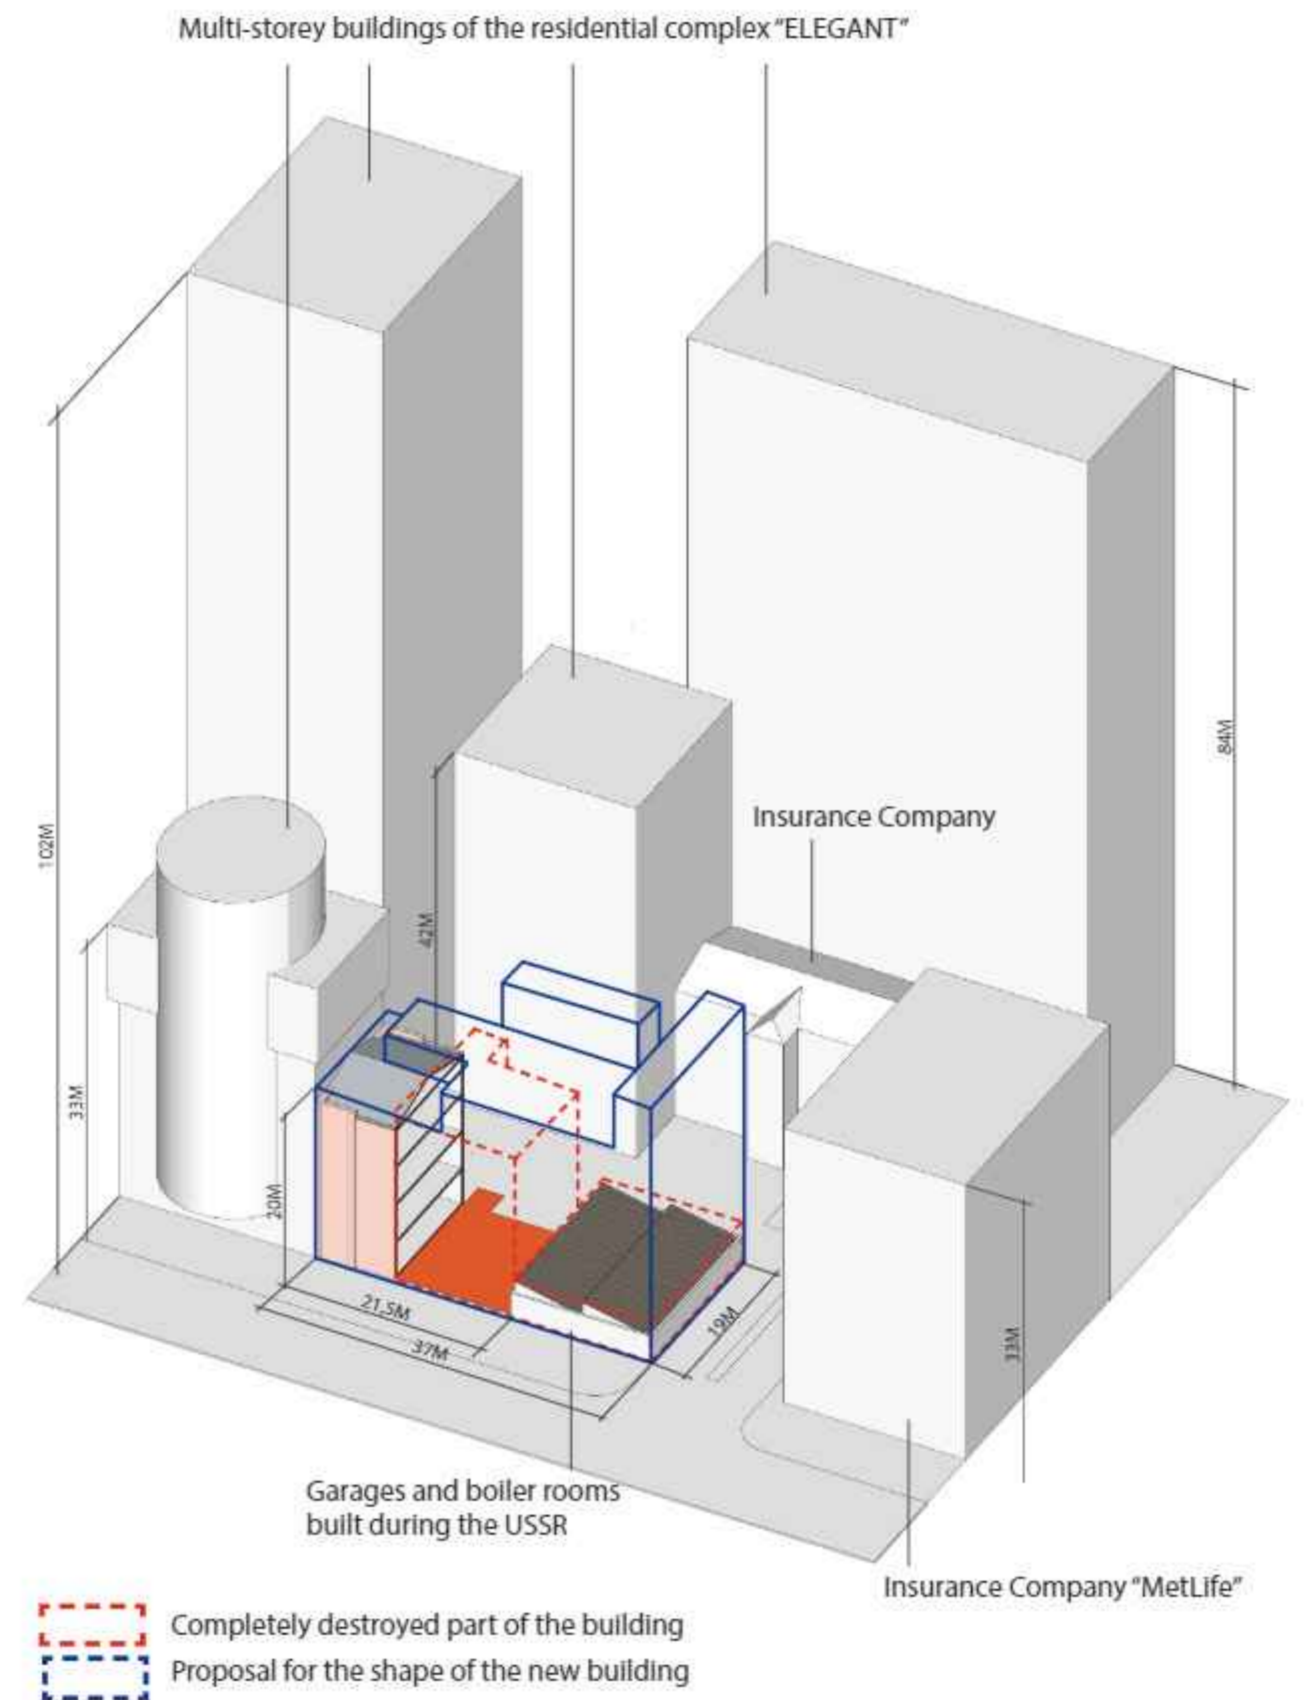 Multi-storey buildings of the residential complex “ELEGANT”
84M
102M
Insurance Company
42M
33M
20M
21,5M
37M
19M
33M
Garages and boiler rooms
built during the USSR
Insurance Company “MetLife”
Completely destroyed part of the building
Proposal for the shape of the new building